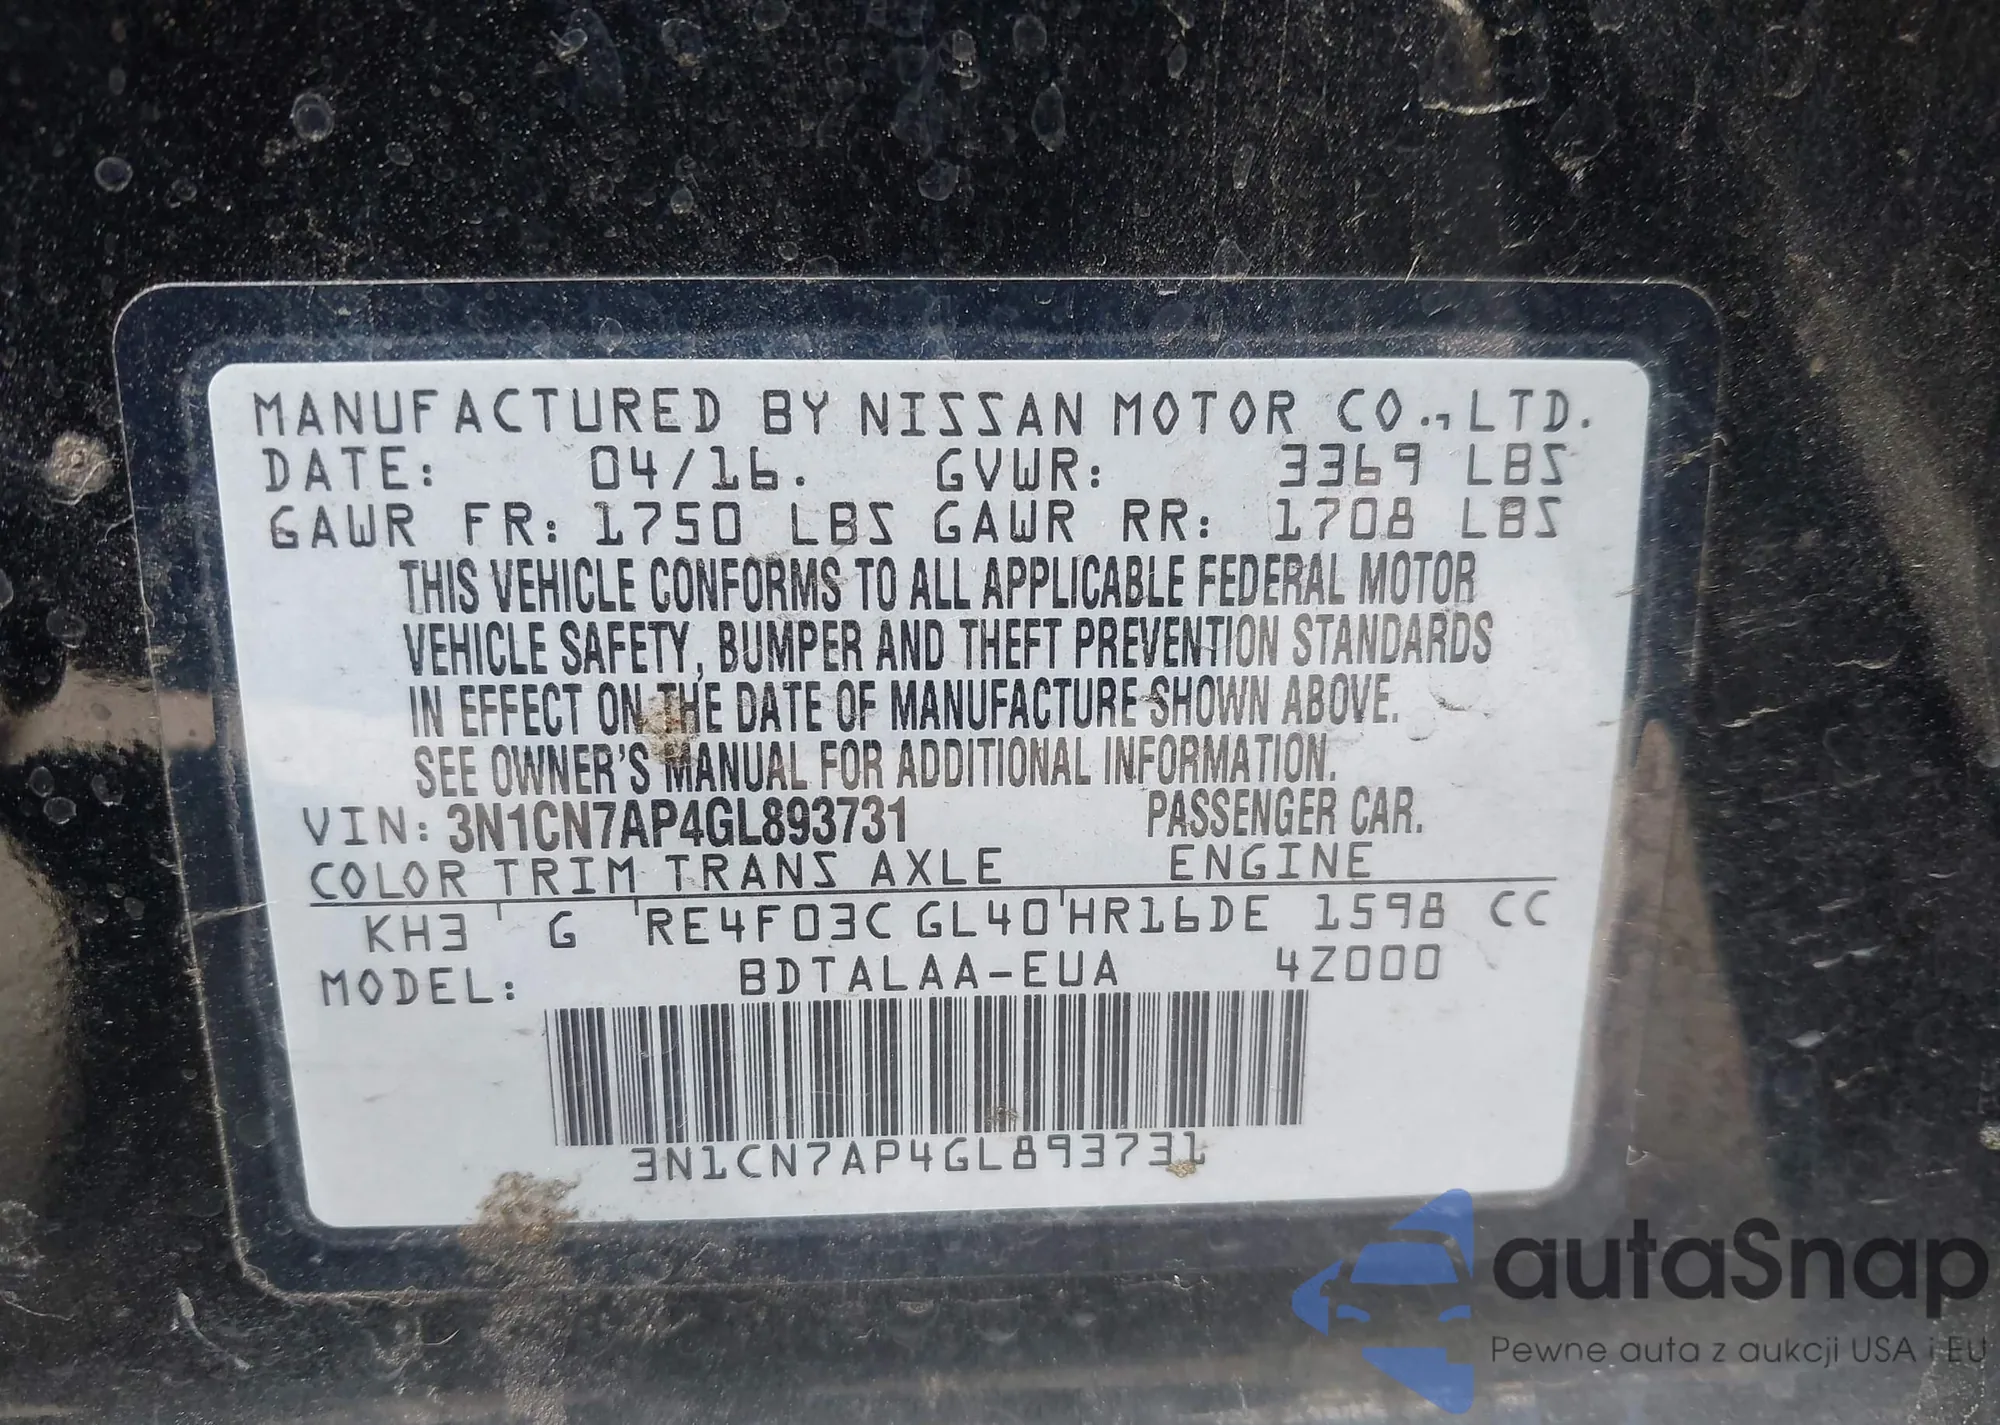 MANUFACTURED BY NISSAN MOTOR CO., LTD.
DATE: 04/16. GVWR: 3369 LBS
GAWR FR: 1750 LBS GAWR RR: 1708 LBS
THIS VEHICLE CONFORMS TO ALL APPLICABLE FEDERAL MOTOR
VEHICLE SAFETY, BUMPER AND THEFT PREVENTION STANDARDS
IN EFFECT ON THE DATE OF MANUFACTURE SHOWN ABOVE.
SEE OWNER'S MANUAL FOR ADDITIONAL INFORMATION.
VIN: 3N1CN7AP4GL893731 PASSENGER CAR.
COLOR TRIM TRANS AXLE ENGINE
KH3 G RE4F03C GL40 HR16DE 1598 CC
MODEL: BDTALAA-EUA 4Z000
3N1CN7AP4GL893731
autaSnap
Pewne auta z aukcji USA i EU